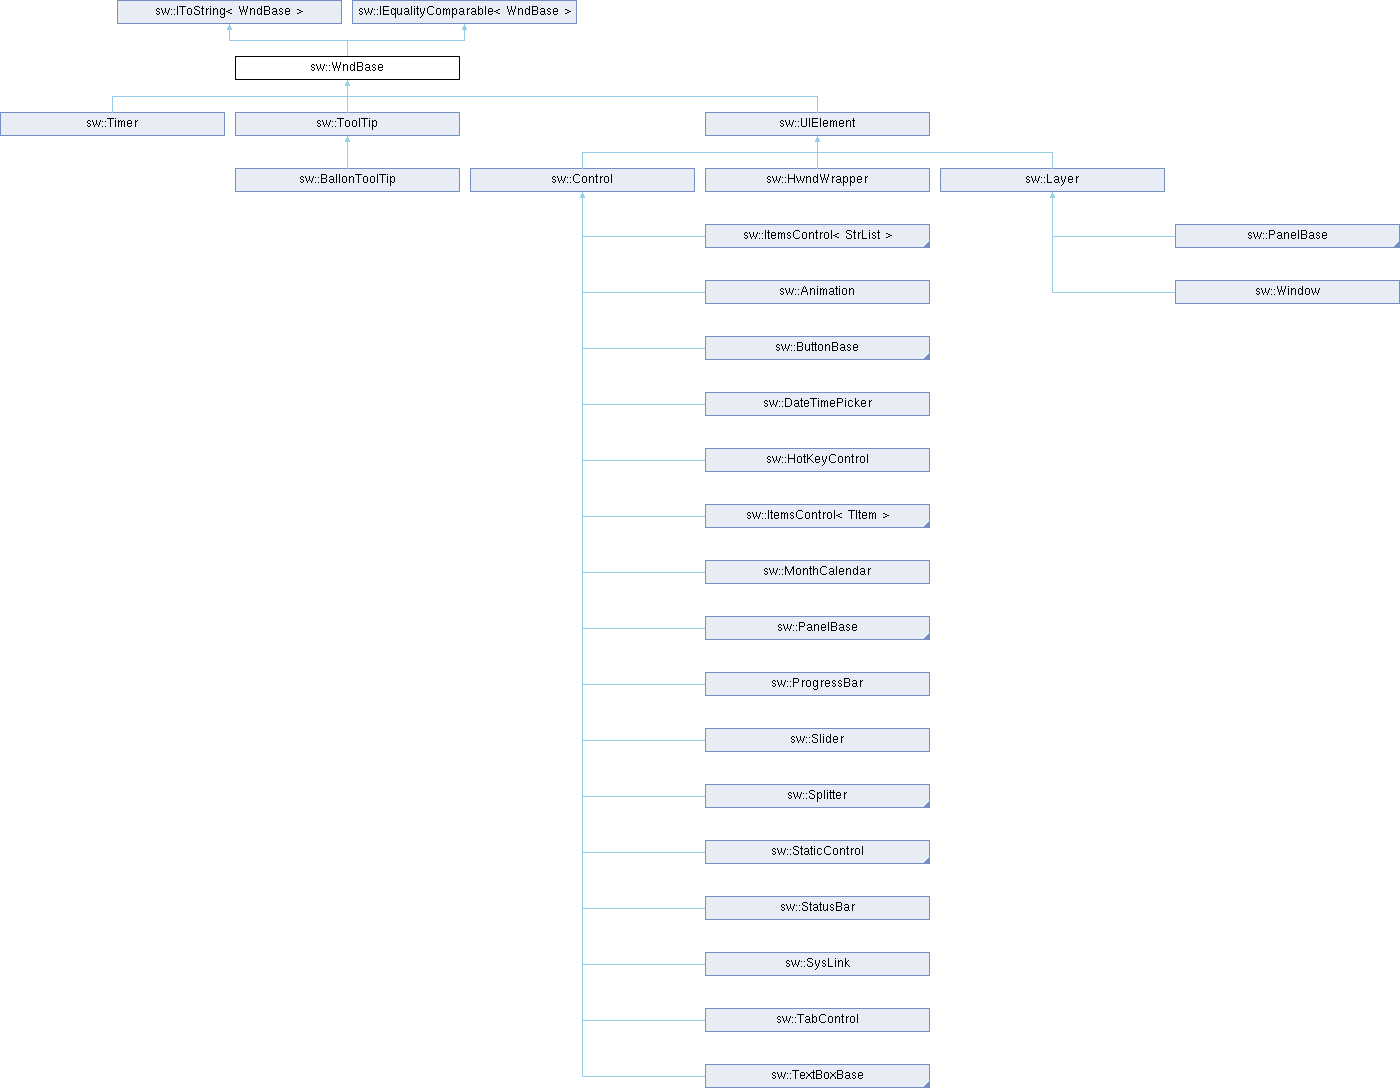 sw::IToString< WndBase >
sw::IEqualityComparable< WndBase >
sw::WndBase
sw::Timer
sw::ToolTip
sw::UIElement
sw::BallonToolTip
sw::Control
sw::HwndWrapper
sw::Layer
sw::ItemsControl< StrList >
sw::PanelBase
sw::Animation
sw::Window
sw::ButtonBase
sw::DateTimePicker
sw::HotKeyControl
sw::ItemsControl< TItem >
sw::MonthCalendar
sw::PanelBase
sw::ProgressBar
sw::Slider
sw::Splitter
sw::StaticControl
sw::StatusBar
sw::SysLink
sw::TabControl
sw::TextBoxBase